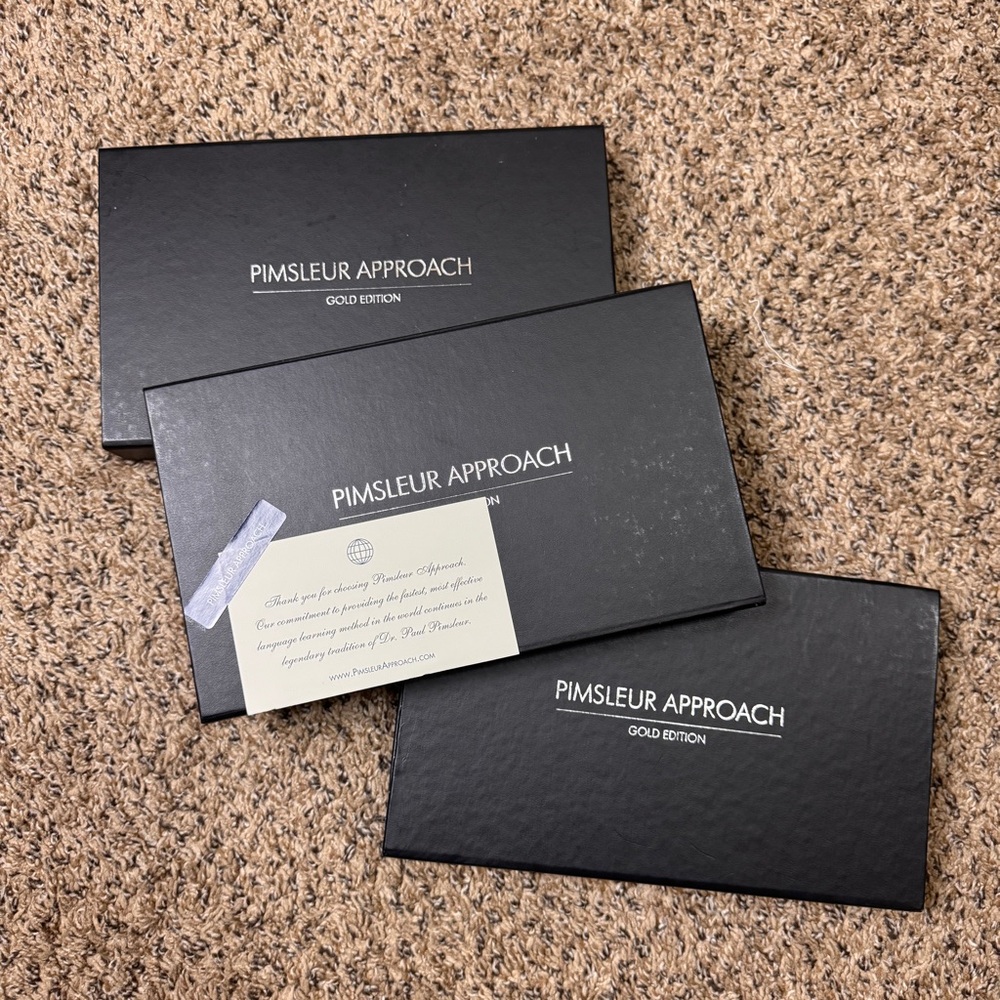 PIMSLEUR APPROACH
GOLD EDITION
PIMSLEUR APPROACH
ON
PIMSLEUR APPROACH
Thank you for choosing Pimsleur Approach.
Our commitment to providing the fastest, most effective
language learning method in the world continues in the
legendary tradition of Dr. Paul Pimsleur.
WWW.PIMSLEURAPPROACH.COM
PIMSLEUR APPROACH
GOLD EDITION